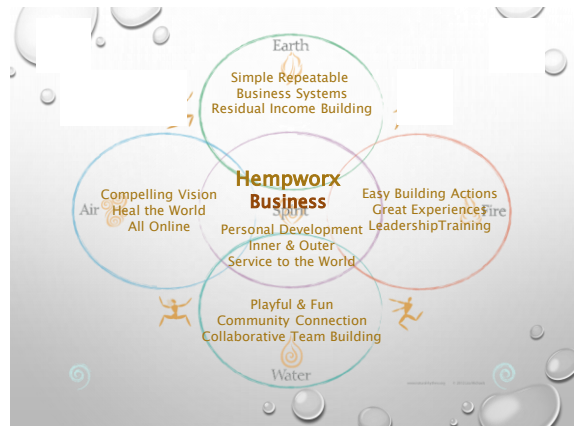 Earth
Simple Repeatable
Business Systems
Residual Income Building
Hempworx
Business
Compelling Vision
Heal the World
All Online
Air
Easy Building Actions
Great Experiences
LeadershipTraining
Fire
Spirit
Personal Development
Inner & Outer
Service to the World
Playful & Fun
Community Connection
Collaborative Team Building
Water